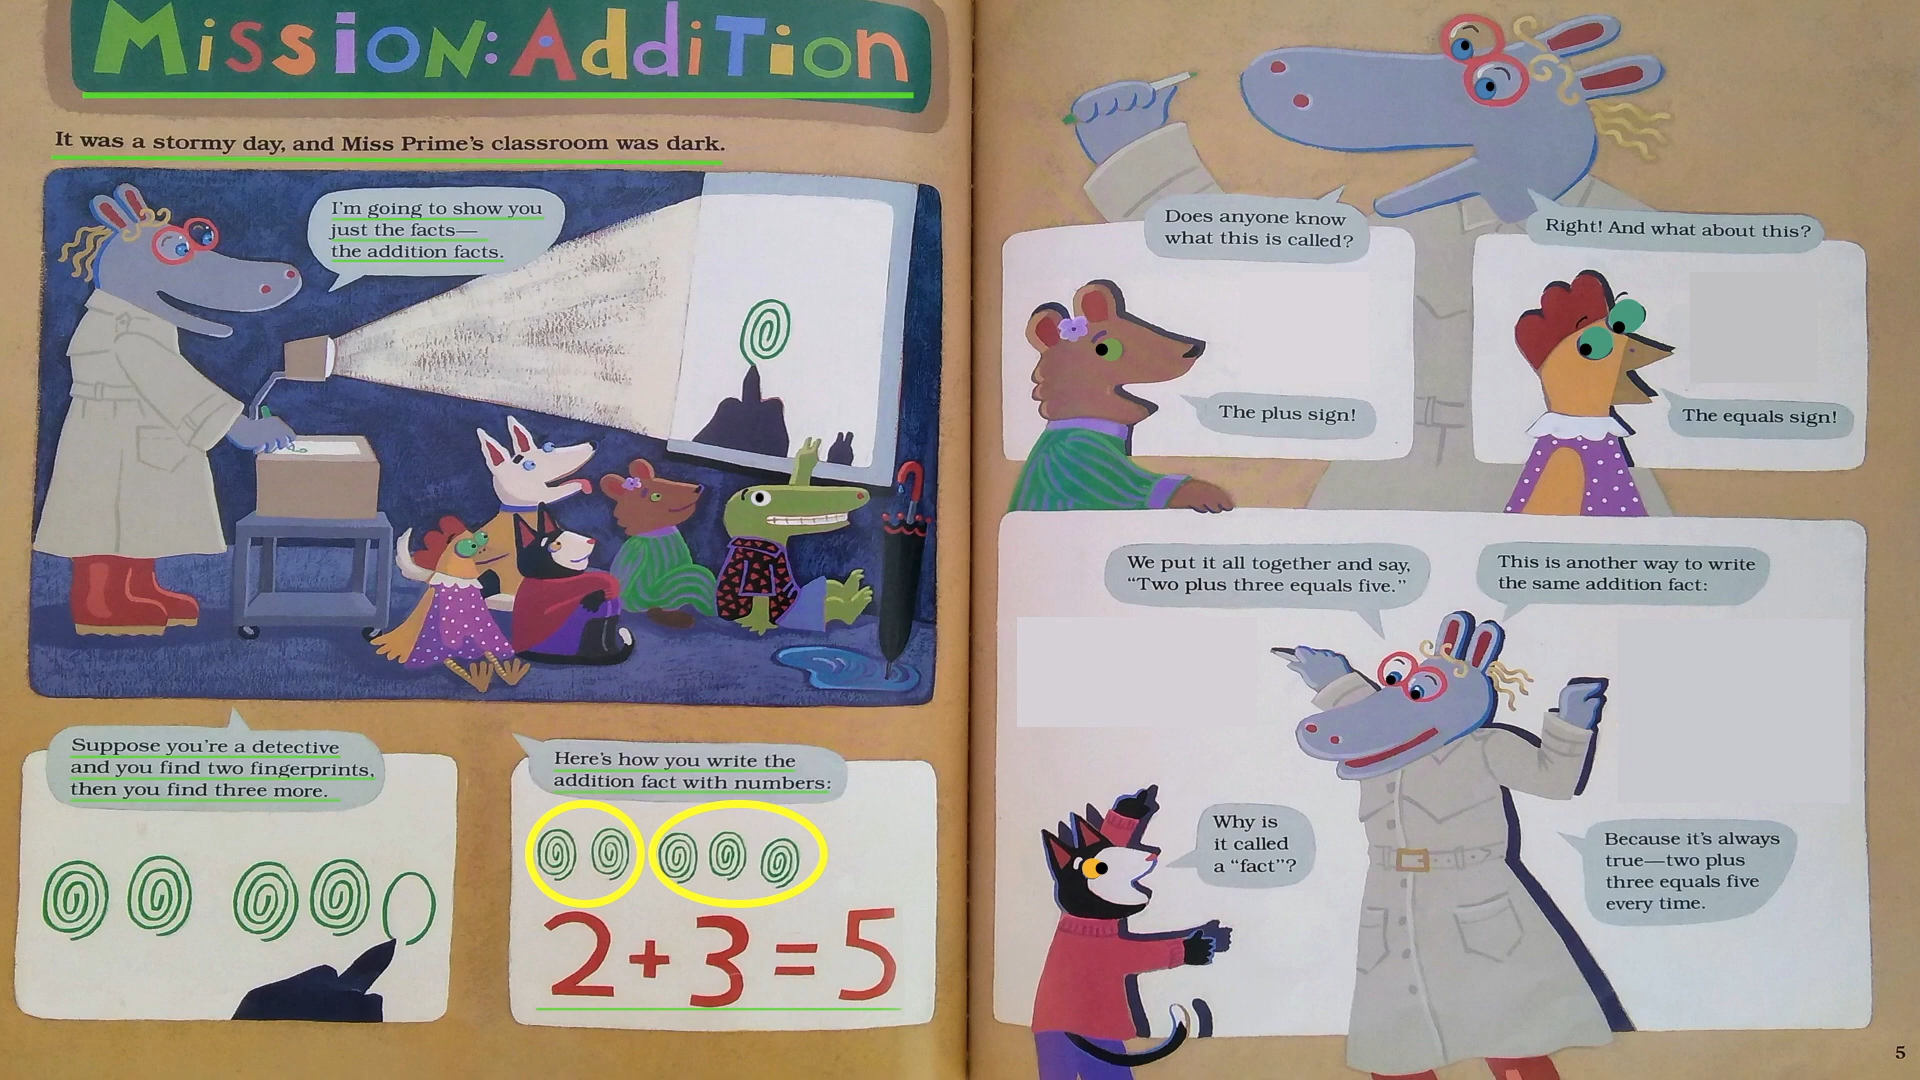 Mission: Addition
It was a stormy day, and Miss Prime's classroom was dark.
I'm going to show you
just the facts—
the addition facts.
Suppose you're a detective
and you find two fingerprints,
then you find three more.
Here's how you write the
addition fact with numbers:
2+3=5
Does anyone know
what this is called?
The plus sign!
Right! And what about this?
The equals sign!
We put it all together and say,
“Two plus three equals five.”
This is another way to write
the same addition fact:
Why is
it called
a “fact”?
Because it's always
true—two plus
three equals five
every time.
5